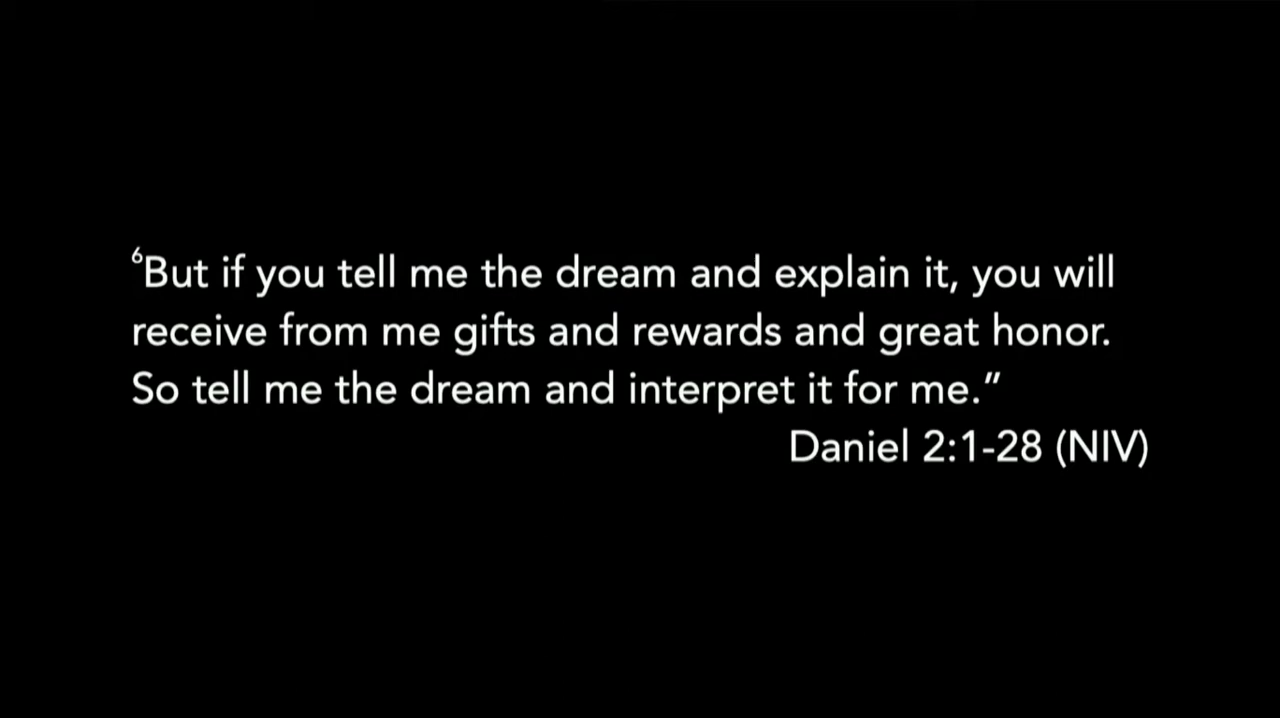 ⁶But if you tell me the dream and explain it, you will
receive from me gifts and rewards and great honor.
So tell me the dream and interpret it for me.”
Daniel 2:1-28 (NIV)